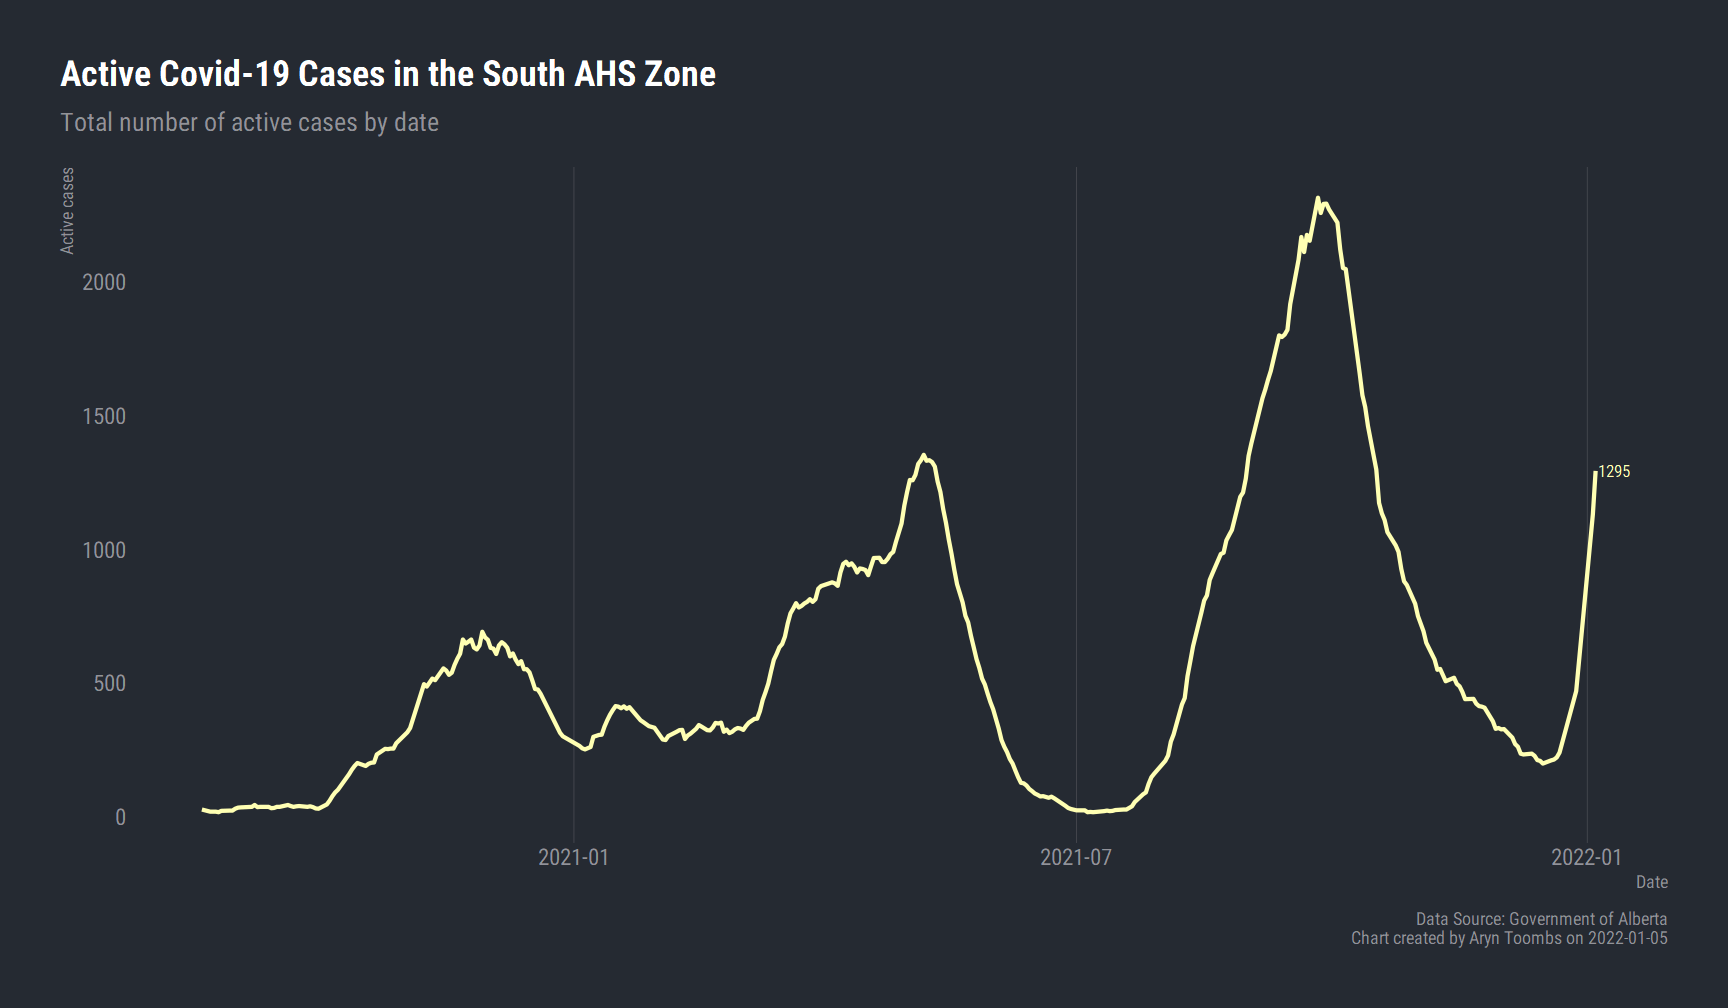 Active Covid-19 Cases in the South AHS Zone
Total number of active cases by date
Active cases
2000
1500
1000
500
0
1295
2021-01
2021-07
2022-01
Date
Data Source: Government of Alberta
Chart created by Aryn Toombs on 2022-01-05